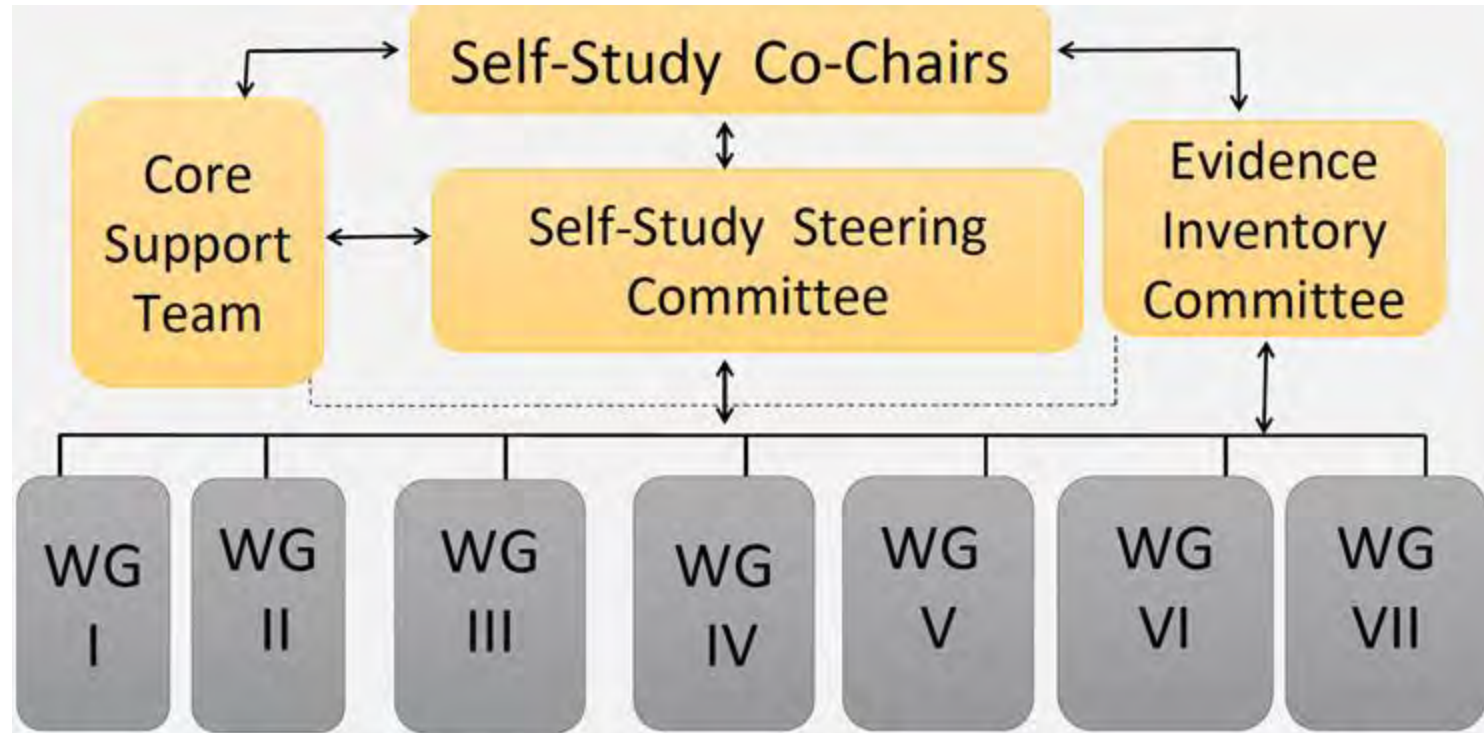 Self-Study Co-Chairs
Core
Support
Team
Self-Study Steering
Committee
Evidence
Inventory
Committee
WG
I
WG
II
WG
III
WG
IV
WG
V
WG
VI
WG
VII